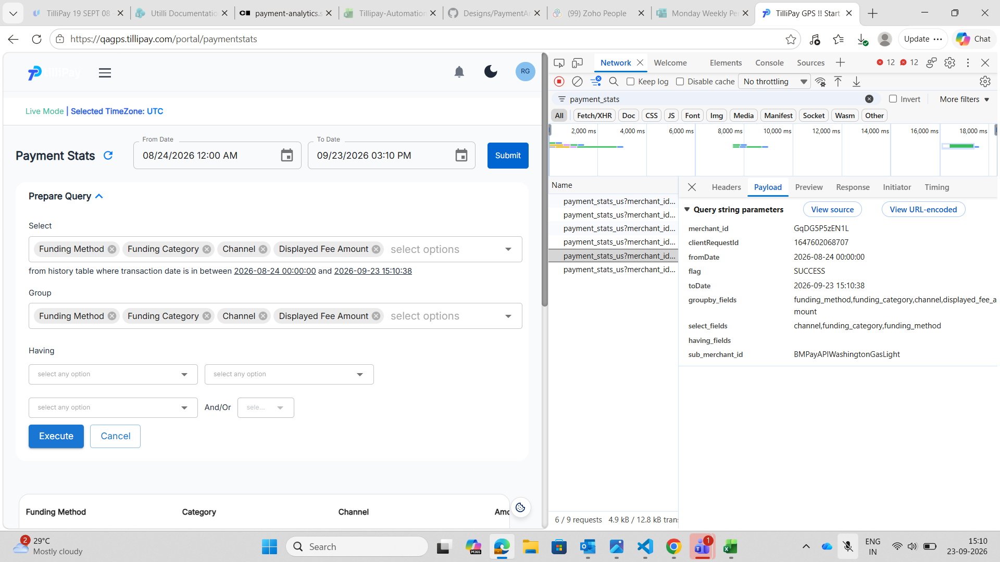 TilliPay 19 SEPT 08 -
Utilli Documentatio
payment-analytics.s
Tillipay-Automation
Designs/PaymentAr
(99) Zoho People
Monday Weekly Pe
TilliPay GPS !! Start
https://qagps.tillipay.com/portal/paymentstats
Update
Chat
tilliPay
RG
Live Mode | Selected TimeZone: UTC
Payment Stats
From Date
08/24/2026 12:00 AM
To Date
09/23/2026 03:10 PM
Submit
Prepare Query
Select
Funding Method Funding Category Channel Displayed Fee Amount select options
from history table where transaction date is in between 2026-08-24 00:00:00 and 2026-09-23 15:10:38
Group
Funding Method Funding Category Channel Displayed Fee Amount select options
Having
select any option select any option
select any option And/Or sele...
Execute Cancel
Funding Method Category Channel Amo
Network Welcome Elements Console Sources 12 12
Keep log Disable cache No throttling
payment_stats Invert More filters
All Fetch/XHR Doc CSS JS Font Img Media Manifest Socket Wasm Other
2,000 ms 4,000 ms 6,000 ms 8,000 ms 10,000 ms 12,000 ms 14,000 ms 16,000 ms 18,000 ms
Name
payment_stats_us?merchant_id...
payment_stats_us?merchant_id...
payment_stats_us?merchant_id...
payment_stats_us?merchant_id...
payment_stats_us?merchant_id...
payment_stats_us?merchant_id...
6 / 9 requests 4.9 kB / 12.8 kB trans
Headers Payload Preview Response Initiator Timing
Query string parameters View source View URL-encoded
merchant_id GqDG5P5zEN1L
clientRequestId 1647602068707
fromDate 2026-08-24 00:00:00
flag SUCCESS
toDate 2026-09-23 15:10:38
groupby_fields funding_method,funding_category,channel,displayed_fee_a
mount
select_fields channel,funding_category,funding_method
having_fields
sub_merchant_id BMPayAPIWashingtonGasLight
2
29°C
Mostly cloudy
Search
M365
1
ENG
IN
15:10
23-09-2026